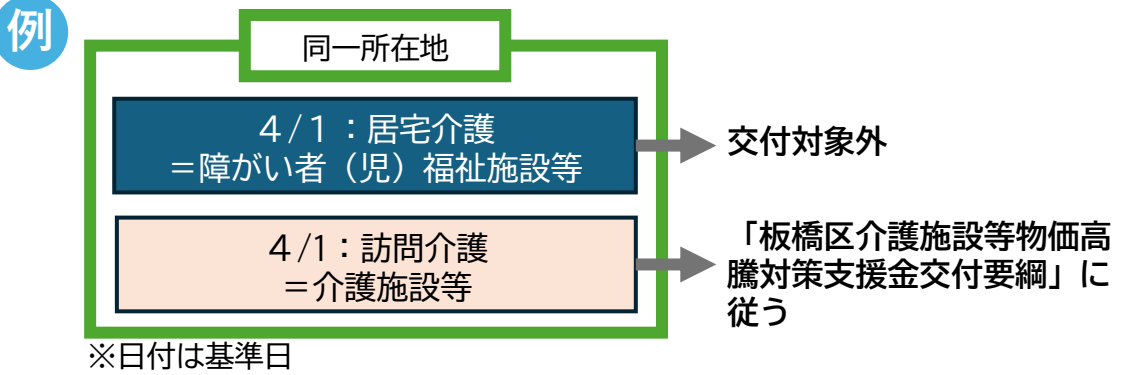 例
同一所在地
４/１：居宅介護
＝障がい者（児）福祉施設等
交付対象外
４/1：訪問介護
＝介護施設等
「板橋区介護施設等物価高
騰対策支援金交付要綱」に
従う
※日付は基準日